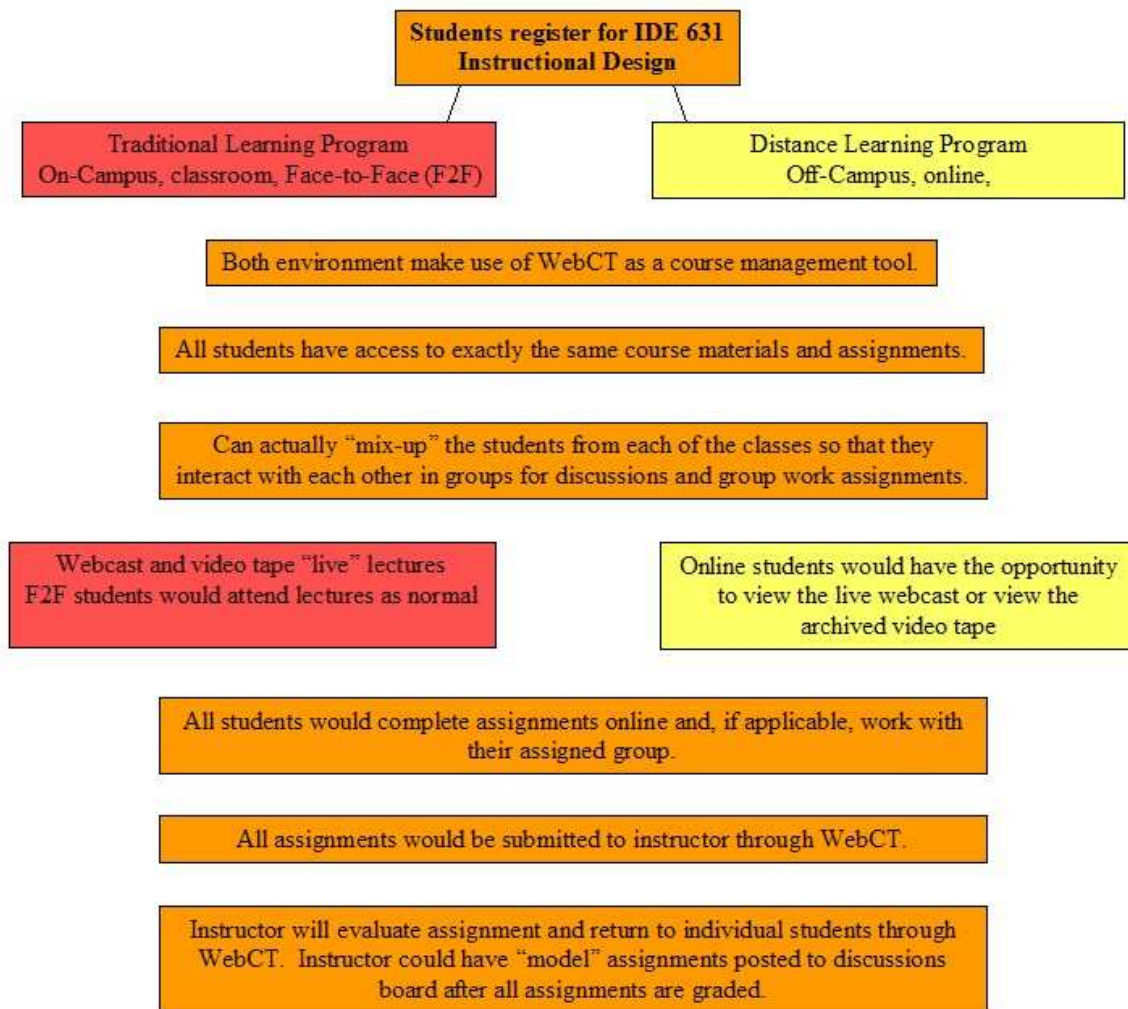 Students register for IDE 631
Instructional Design
Traditional Learning Program
On-Campus, classroom, Face-to-Face (F2F)
Distance Learning Program
Off-Campus, online,
Both environment make use of WebCT as a course management tool.
All students have access to exactly the same course materials and assignments.
Can actually “mix-up” the students from each of the classes so that they
interact with each other in groups for discussions and group work assignments.
Webcast and video tape “live” lectures
F2F students would attend lectures as normal
Online students would have the opportunity
to view the live webcast or view the
archived video tape
All students would complete assignments online and, if applicable, work with
their assigned group.
All assignments would be submitted to instructor through WebCT.
Instructor will evaluate assignment and return to individual students through
WebCT.  Instructor could have “model” assignments posted to discussions
board after all assignments are graded.